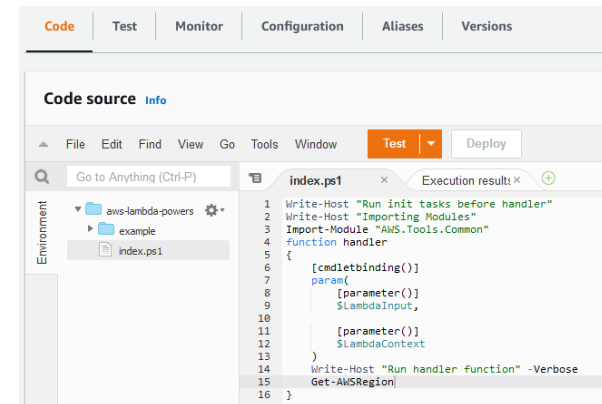 Code Test Monitor Configuration Aliases Versions
Code source Info
File Edit Find View Go Tools Window Test Deploy
Go to Anything (Ctrl-P) index.ps1 × Execution results ×
Environment
aws-lambda-powers
example
index.ps1
1 Write-Host "Run init tasks before handler"
2 Write-Host "Importing Modules"
3 Import-Module "AWS.Tools.Common"
4 function handler
5 {
6 [cmdletbinding()]
7 param(
8 [parameter()]
9 $LambdaInput,
10
11 [parameter()]
12 $LambdaContext
13 )
14 Write-Host "Run handler function" -Verbose
15 Get-AWSRegion
16 }